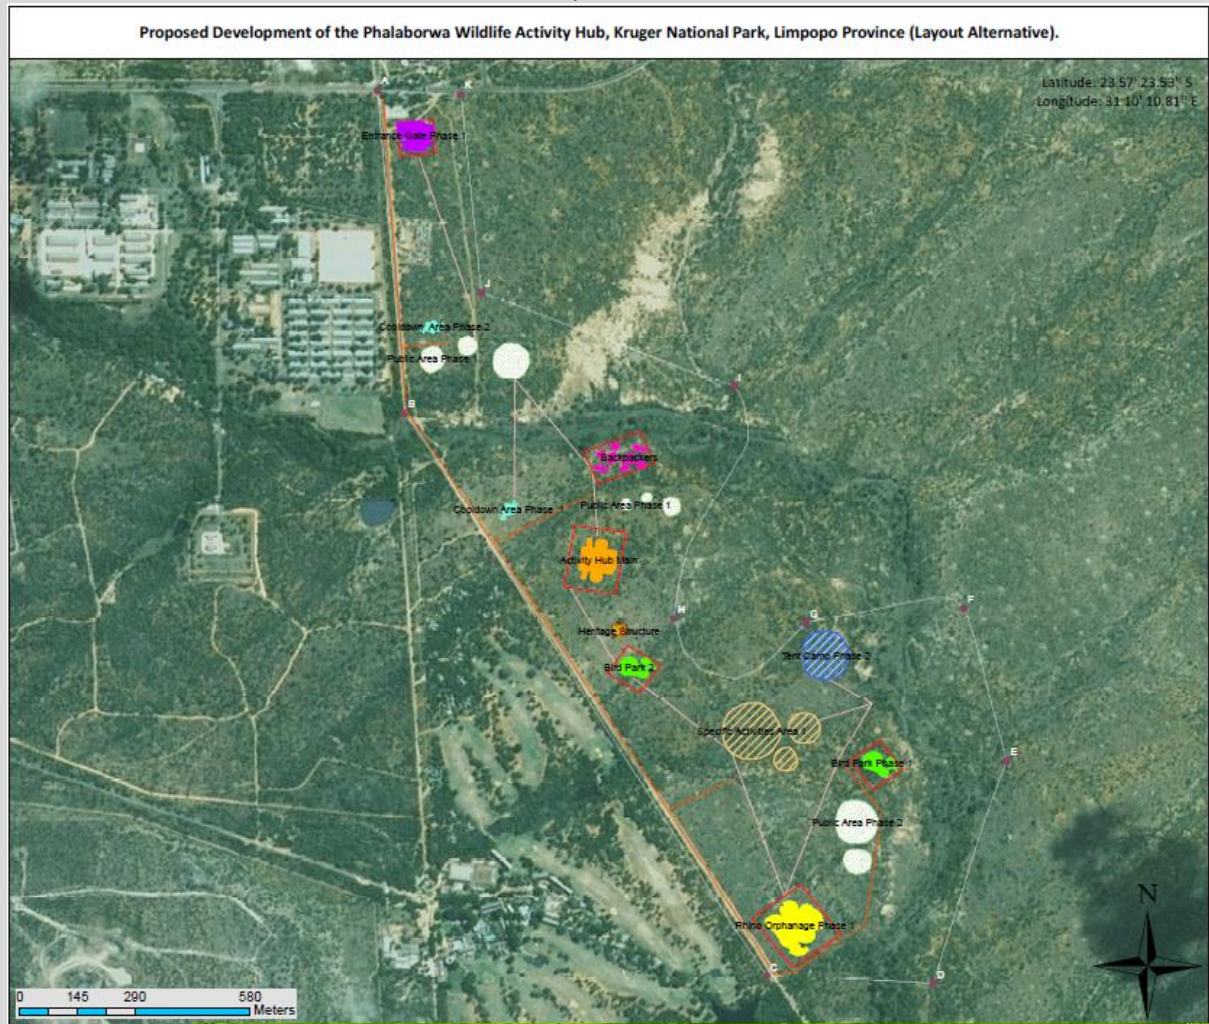 Proposed Development of the Phalaborwa Wildlife Activity Hub, Kruger National Park, Limpopo Province (Layout Alternative).
Latitude: 23.57' 23.53" S
Longitude: 31.10' 10.81" E
A
K
Entrance Gate Phase 1
J
Cooldown Area Phase 2
Public Area Phase 1
I
B
Backpackers
Cooldown Area Phase 1
Public Area Phase 1
Activity Hub Main
H
G
F
Heritage Structure
Tent Camp Phase 2
Bird Park 2
Specific Activities Area 1
E
Bird Park Phase 1
Public Area Phase 2
N
Rhino Orphanage Phase 1
C
D
0 145 290 580
Meters